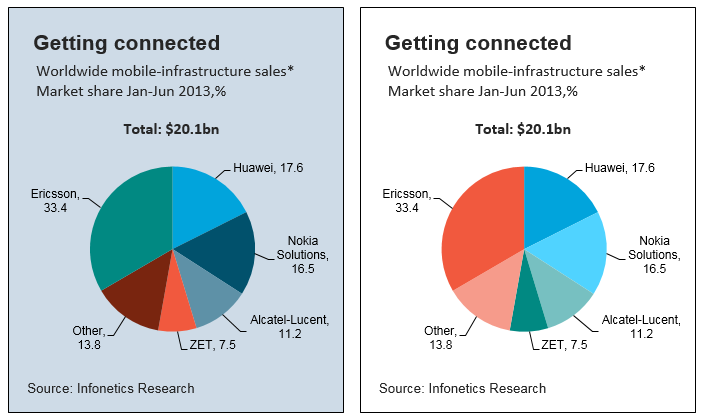 Getting connected
Worldwide mobile-infrastructure sales*
Market share Jan-Jun 2013,%
Total: $20.1bn
Huawei, 17.6
Ericsson,
33.4
Nokia
Solutions,
16.5
Alcatel-Lucent,
11.2
Other,
13.8
ZET, 7.5
Source: Infonetics Research
Getting connected
Worldwide mobile-infrastructure sales*
Market share Jan-Jun 2013,%
Total: $20.1bn
Huawei, 17.6
Ericsson,
33.4
Nokia
Solutions,
16.5
Alcatel-Lucent,
11.2
Other,
13.8
ZET, 7.5
Source: Infonetics Research